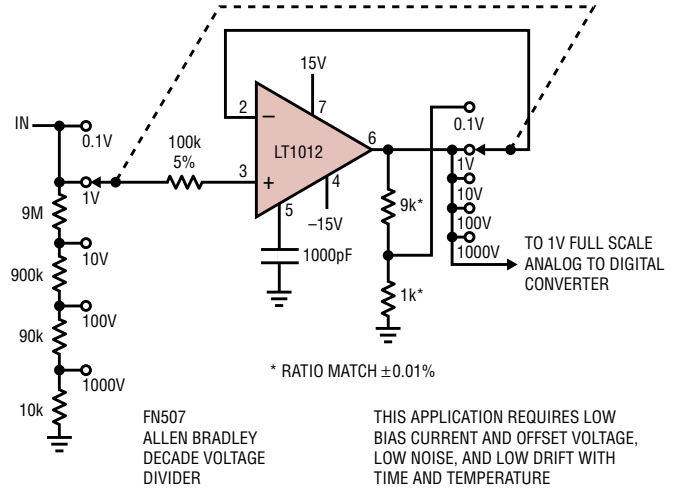 15V
2
7
IN
0.1V
100k
5%
6
0.1V
LT1012
1V
3
4
1V
9M
5
–15V
9k*
10V
10V
100V
1000pF
1000V
TO 1V FULL SCALE
ANALOG TO DIGITAL
CONVERTER
900k
100V
1k*
90k
* RATIO MATCH ±0.01%
1000V
10k
FN507
ALLEN BRADLEY
DECADE VOLTAGE
DIVIDER
THIS APPLICATION REQUIRES LOW
BIAS CURRENT AND OFFSET VOLTAGE,
LOW NOISE, AND LOW DRIFT WITH
TIME AND TEMPERATURE